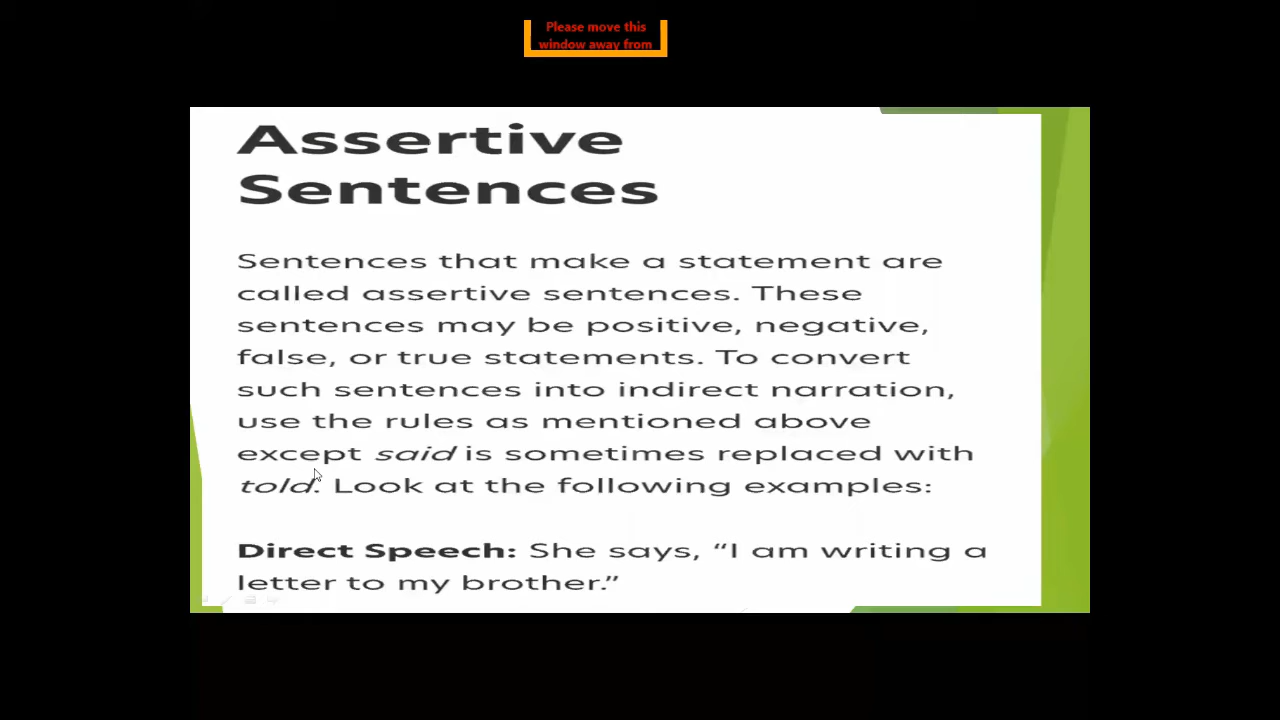 Please move this
window away from
Assertive
Sentences
Sentences that make a statement are
called assertive sentences. These
sentences may be positive, negative,
false, or true statements. To convert
such sentences into indirect narration,
use the rules as mentioned above
except said is sometimes replaced with
told. Look at the following examples:
Direct Speech: She says, “I am writing a
letter to my brother.”